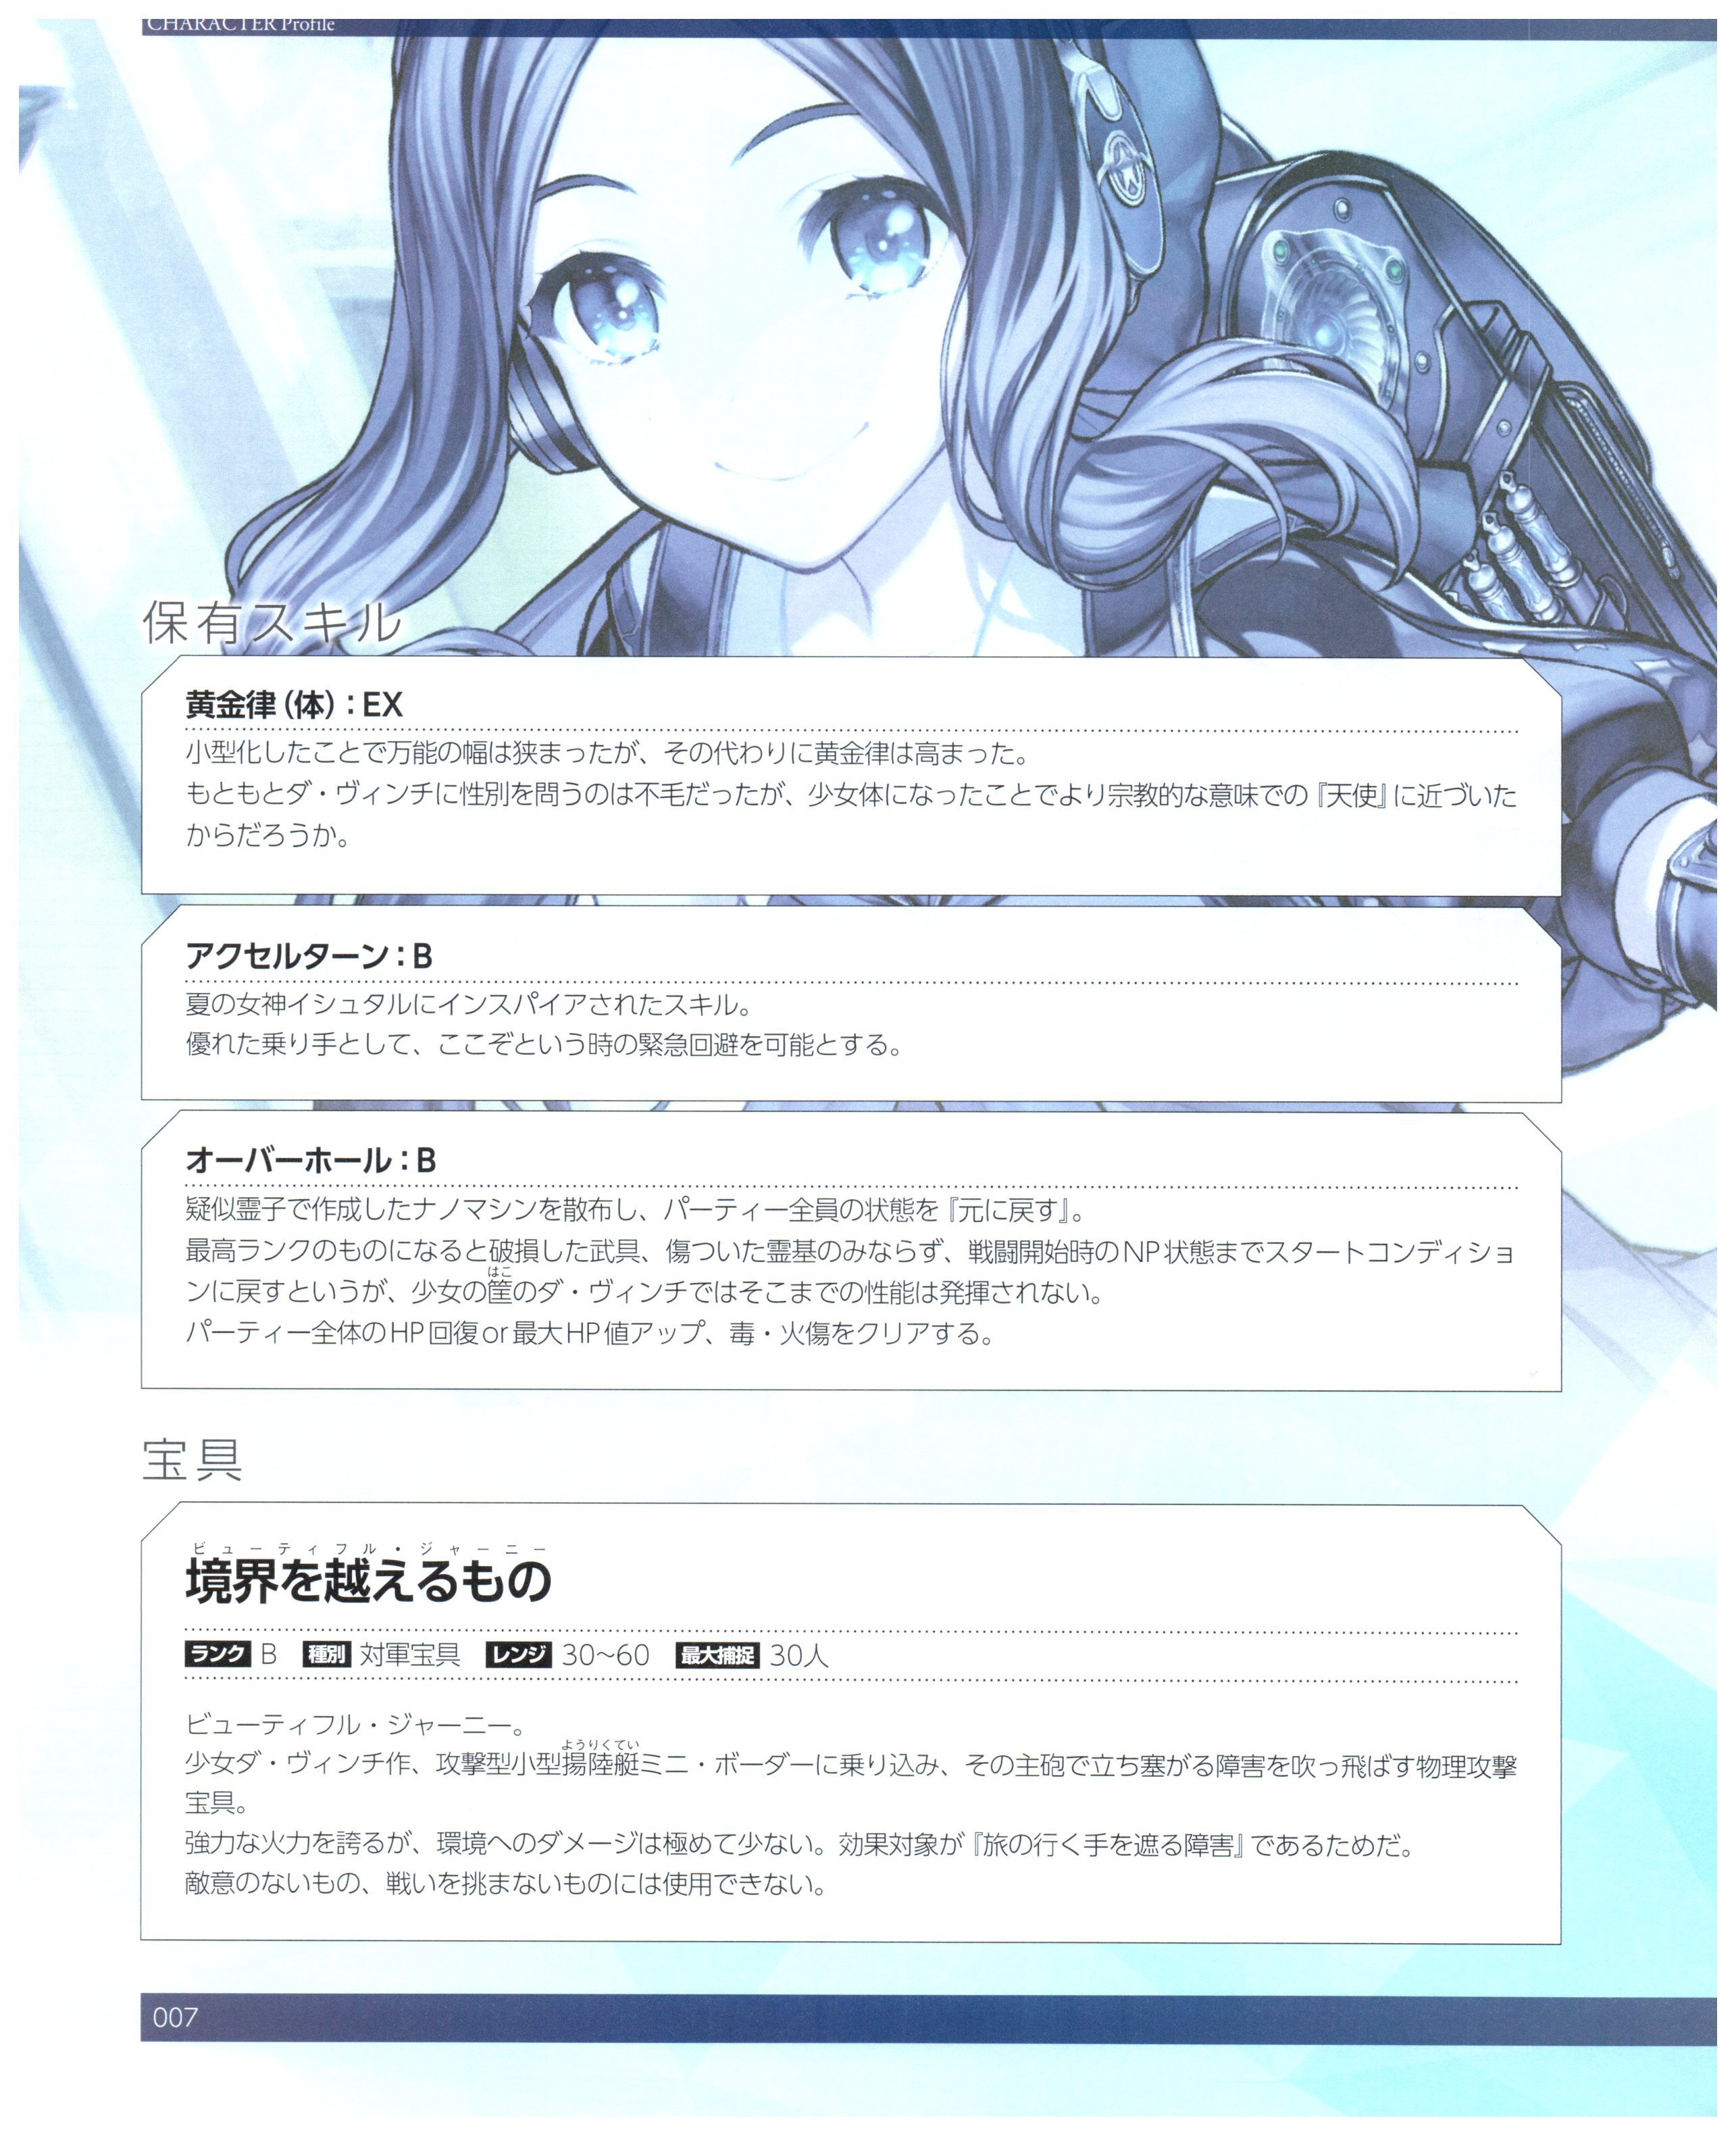 CHARACTER Profile
保有スキル
黄金律（体）：EX
小型化したことで万能の幅は狭まったが、その代わりに黄金律は高まった。
もともとダ・ヴィンチに性別を問うのは不毛だったが、少女体になったことでより宗教的な意味での『天使』に近づいた
からだろうか。
アクセルターン：B
夏の女神イシュタルにインスパイアされたスキル。
優れた乗り手として、ここぞという時の緊急回避を可能とする。
オーバーホール：B
疑似霊子で作成したナノマシンを散布し、パーティー全員の状態を『元に戻す』。
最高ランクのものになると破損した武具、傷ついた霊基のみならず、戦闘開始時のNP状態までスタートコンディショ
はこ
ンに戻すというが、少女の筐のダ・ヴィンチではそこまでの性能は発揮されない。
パーティー全体のHP回復or最大HP値アップ、毒・火傷をクリアする。
宝具
ビューティフル・ジャーニー
境界を越えるもの
ランク B 種別 対軍宝具 レンジ 30～60 最大捕捉 30人
ビューティフル・ジャーニー。
ようりくてい
少女ダ・ヴィンチ作、攻撃型小型揚陸艇ミニ・ボーダーに乗り込み、その主砲で立ち塞がる障害を吹っ飛ばす物理攻撃
宝具。
強力な火力を誇るが、環境へのダメージは極めて少ない。効果対象が『旅の行く手を遮る障害』であるためだ。
敵意のないもの、戦いを挑まないものには使用できない。
007